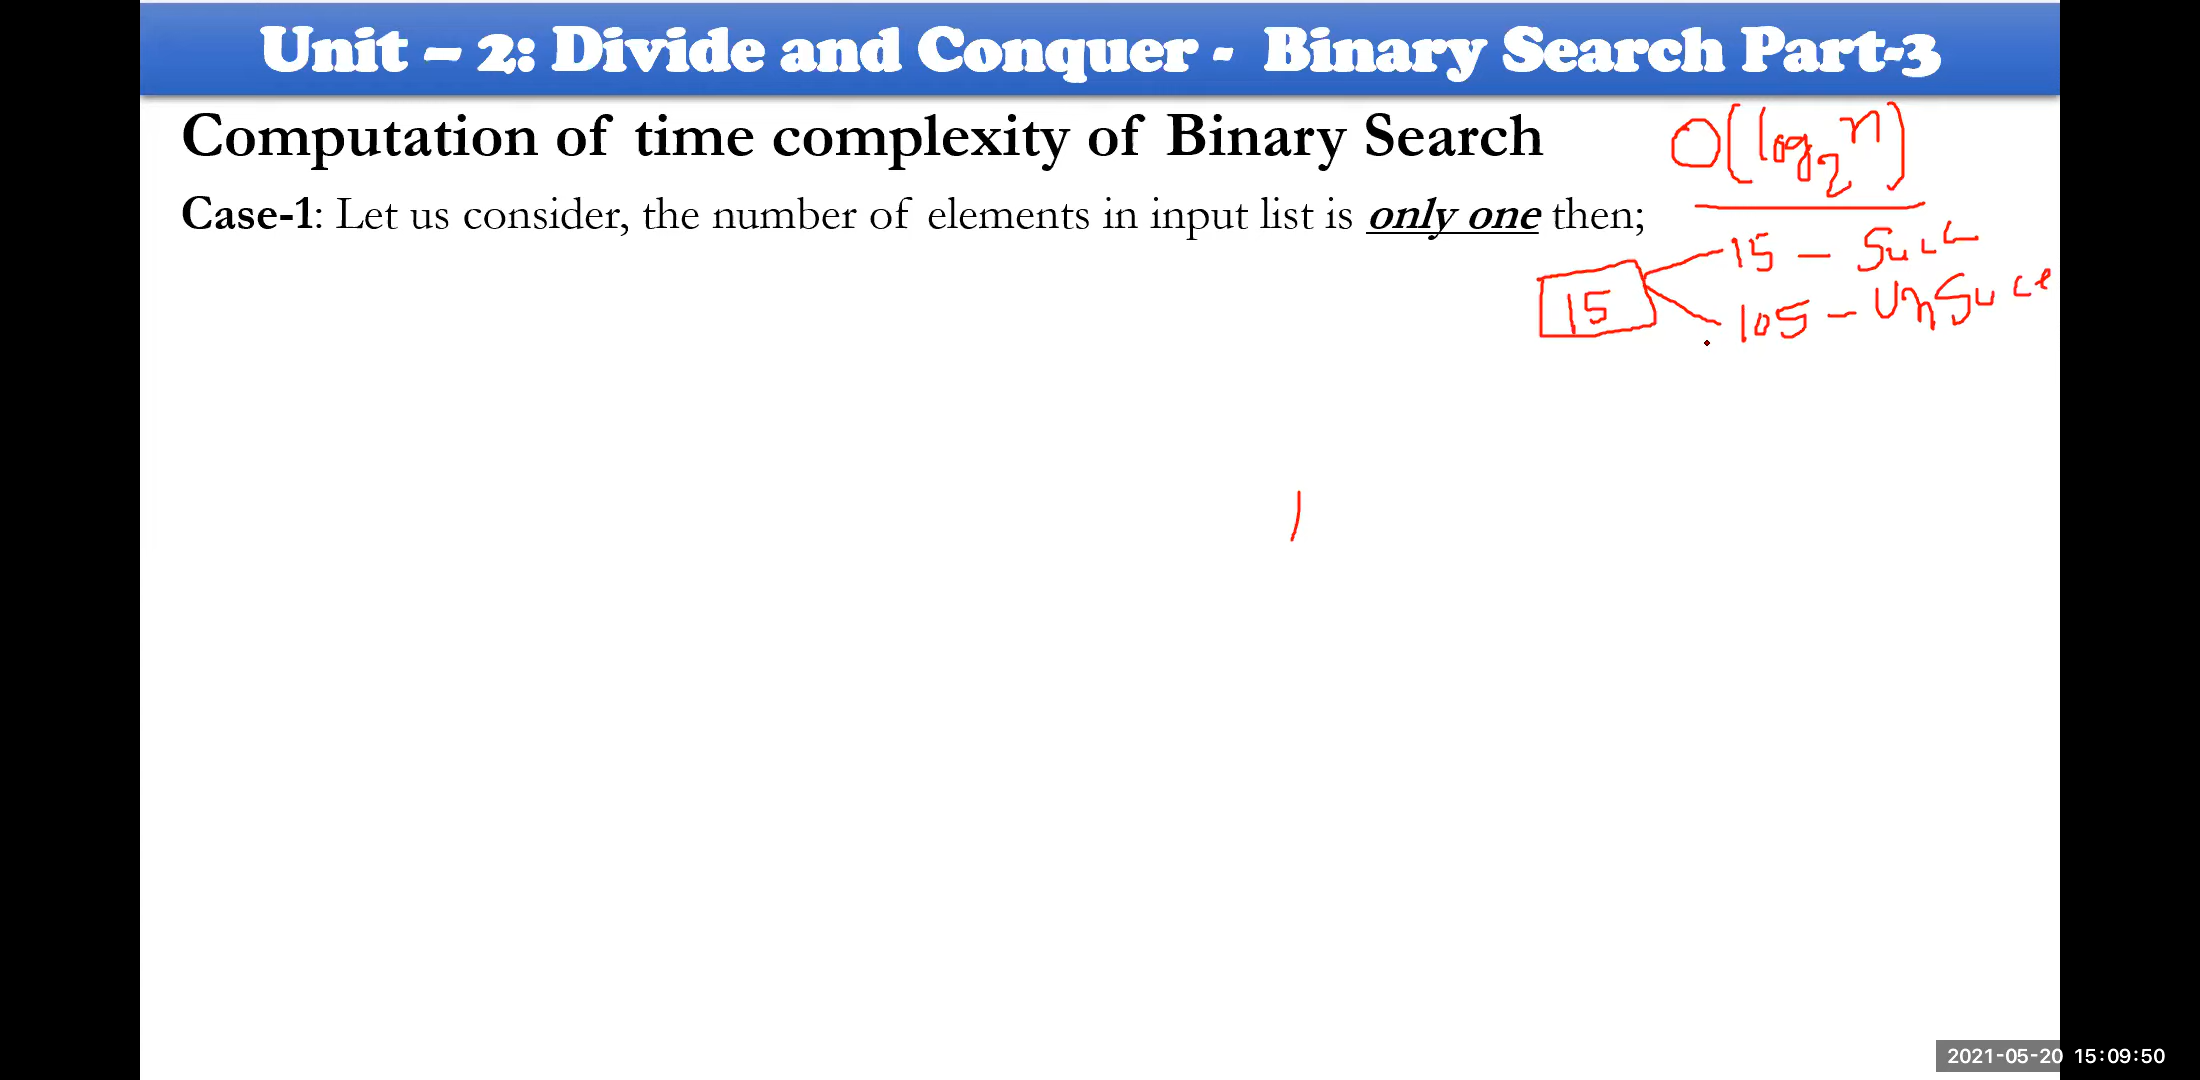 Unit – 2: Divide and Conquer - Binary Search Part-3
Computation of time complexity of Binary Search
O(log₂n)
Case-1: Let us consider, the number of elements in input list is only one then;
15 – Succ
15
105 – UnSucce
2021-05-20 15:09:50